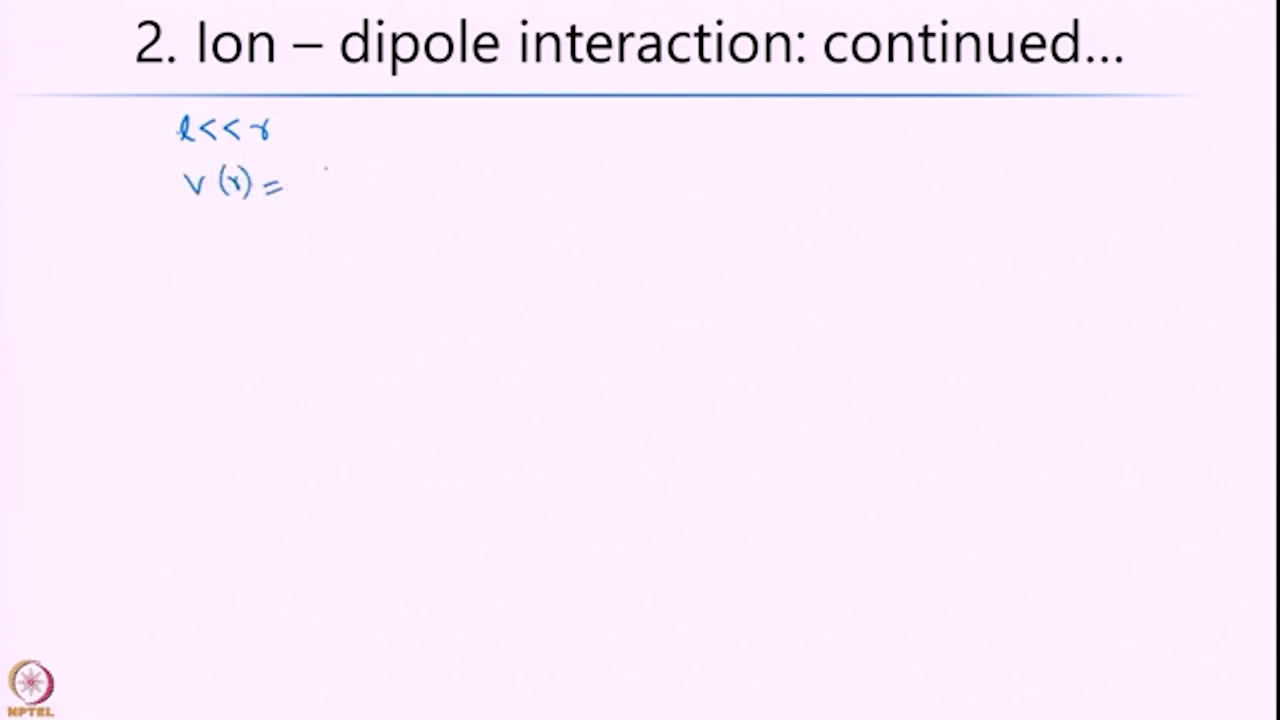 2. Ion – dipole interaction: continued...
l << r
V (r) =
NPTEL